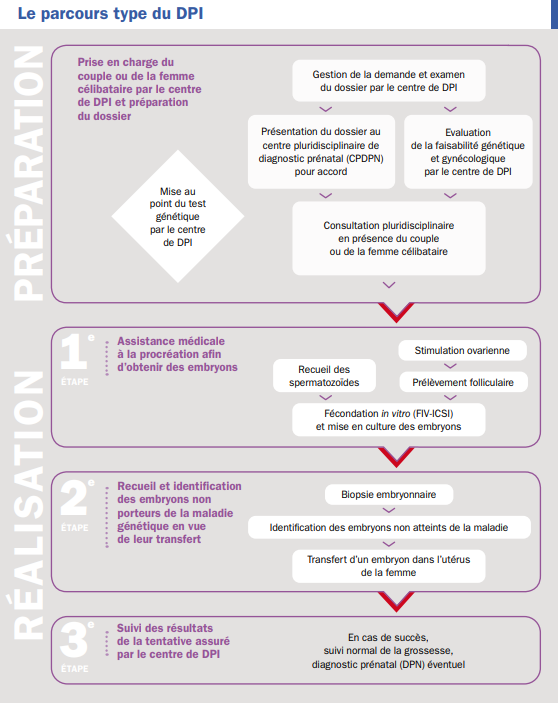 Le parcours type du DPI
PRÉPARATION
Prise en charge du
couple ou de la femme
célibataire par le centre
de DPI et préparation
du dossier
Gestion de la demande et examen
du dossier par le centre de DPI
Présentation du dossier au
centre pluridisciplinaire de
diagnostic prénatal (CPDPN)
pour accord
Evaluation
de la faisabilité génétique
et gynécologique
par le centre de DPI
Mise au
point du test
génétique
par le centre
de DPI
Consultation pluridisciplinaire
en présence du couple
ou de la femme célibataire
RÉALISATION
1e
ÉTAPE
Assistance médicale
à la procréation afin
d'obtenir des embryons
Recueil des
spermatozoïdes
Stimulation ovarienne
Prélèvement folliculaire
Fécondation in vitro (FIV-ICSI)
et mise en culture des embryons
2e
ÉTAPE
Recueil et identification
des embryons non
porteurs de la maladie
génétique en vue
de leur transfert
Biopsie embryonnaire
Identification des embryons non atteints de la maladie
Transfert d'un embryon dans l'utérus
de la femme
3e
ÉTAPE
Suivi des résultats
de la tentative assuré
par le centre de DPI
En cas de succès,
suivi normal de la grossesse,
diagnostic prénatal (DPN) éventuel